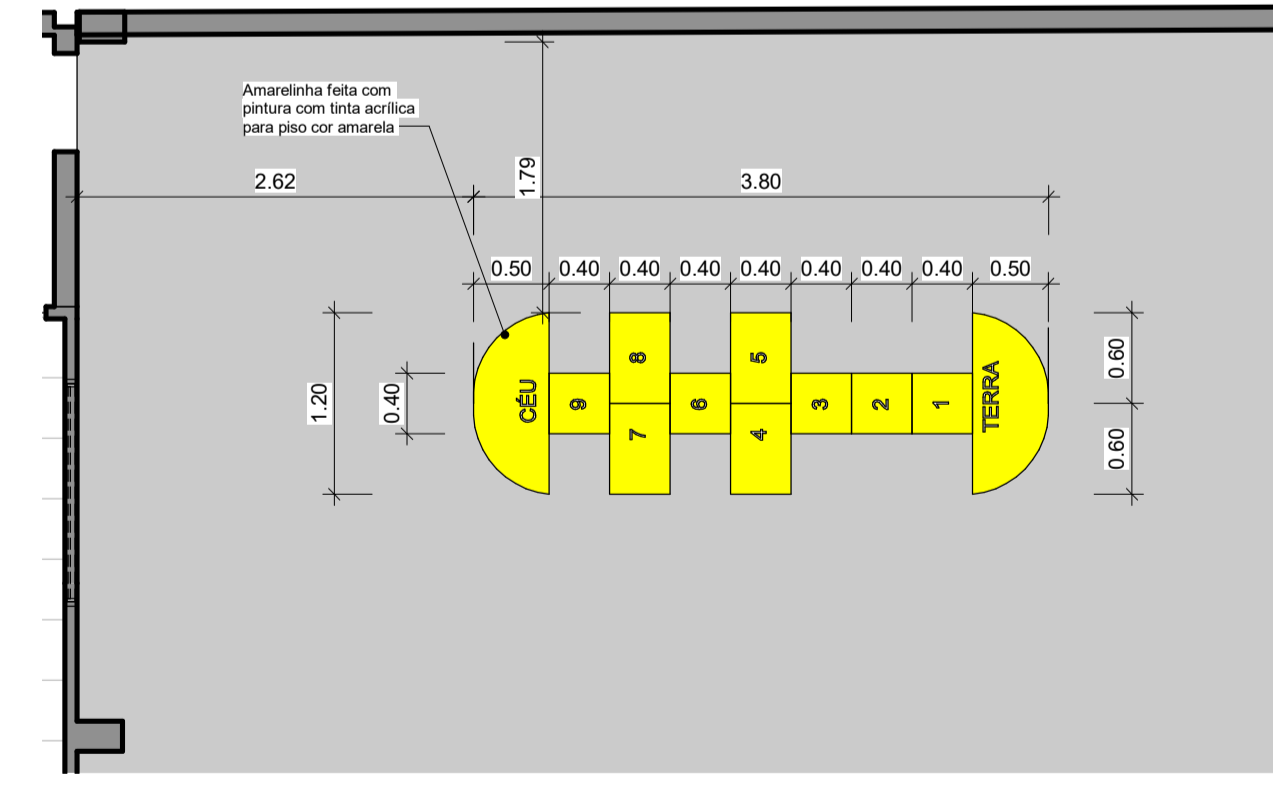 Amarelinha feita com
pintura com tinta acrílica
para piso cor amarela
1.79
2.62
3.80
0.50 0.40 0.40 0.40 0.40 0.40 0.40 0.40 0.50
1.20
0.40
0.60
0.60
CÉU
9
8
7
6
5
4
3
2
1
TERRA